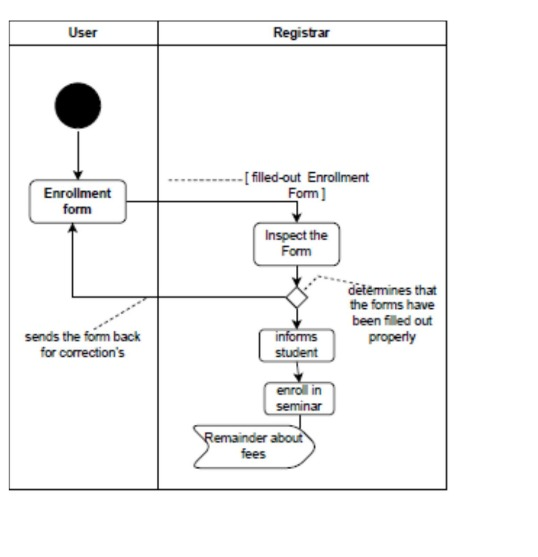 User
Registrar
[ filled-out Enrollment
Form ]
Enrollment
form
Inspect the
Form
determines that
the forms have
been filled out
properly
sends the form back
for correction's
informs
student
enroll in
seminar
Remainder about
fees